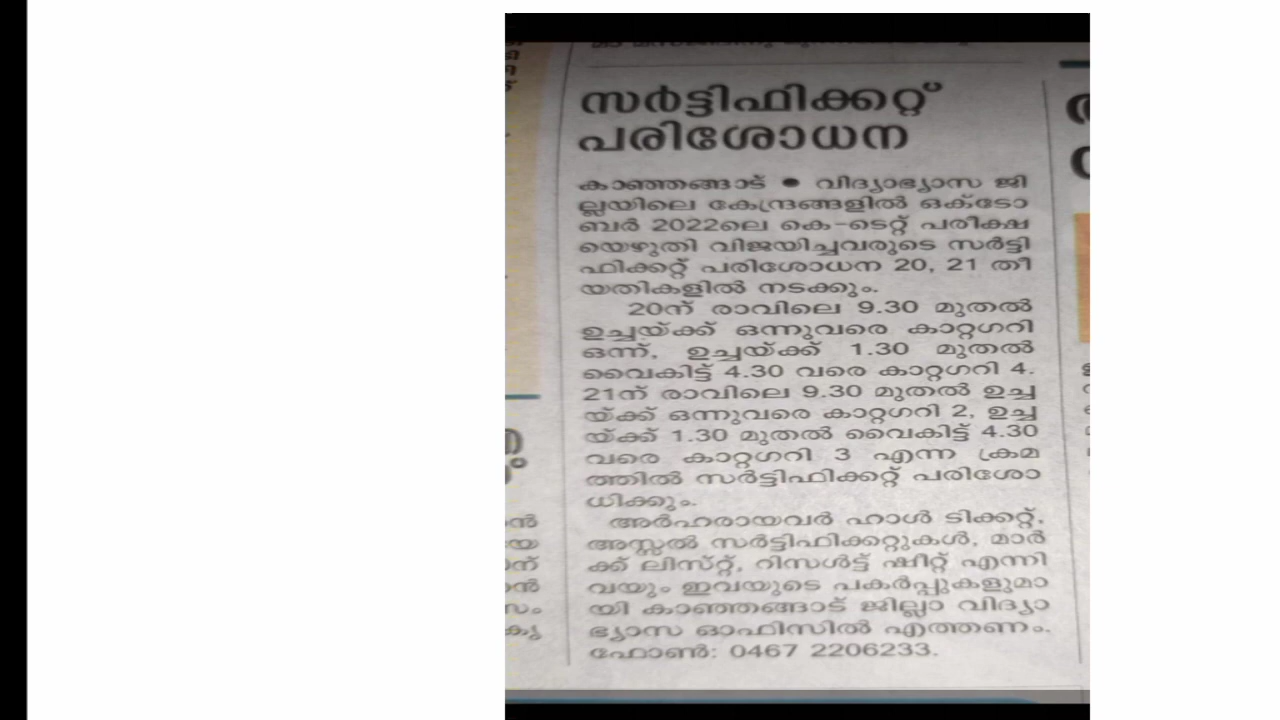 സർട്ടിഫിക്കറ്റ്
പരിശോധന
കാഞ്ഞങ്ങാട് ● വിദ്യാഭ്യാസ ജി
ല്ലയിലെ കേന്ദ്രങ്ങളിൽ ഒക്ടോ
ബർ 2022ലെ കെ-ടെറ്റ് പരീക്ഷ
യെഴുതി വിജയിച്ചവരുടെ സർട്ടി
ഫിക്കറ്റ് പരിശോധന 20, 21 തീ
യതികളിൽ നടക്കും.
20ന് രാവിലെ 9.30 മുതൽ
ഉച്ചയ്ക്ക് ഒന്നുവരെ കാറ്റഗറി
ഒന്ന്, ഉച്ചയ്ക്ക് 1.30 മുതൽ
വൈകിട്ട് 4.30 വരെ കാറ്റഗറി 4.
21ന് രാവിലെ 9.30 മുതൽ ഉച്ച
യ്ക്ക് ഒന്നുവരെ കാറ്റഗറി 2, ഉച്ച
യ്ക്ക് 1.30 മുതൽ വൈകിട്ട് 4.30
വരെ കാറ്റഗറി 3 എന്ന ക്രമ
ത്തിൽ സർട്ടിഫിക്കറ്റ് പരിശോ
ധിക്കും.
അർഹരായവർ ഹാൾ ടിക്കറ്റ്,
അസ്സൽ സർട്ടിഫിക്കറ്റുകൾ, മാർ
ക്ക് ലിസ്റ്റ്, റിസൾട്ട് ഷീറ്റ് എന്നി
വയും ഇവയുടെ പകർപ്പുകളുമാ
യി കാഞ്ഞങ്ങാട് ജില്ലാ വിദ്യാ
ഭ്യാസ ഓഫിസിൽ എത്തണം.
ഫോൺ: 0467 2206233.